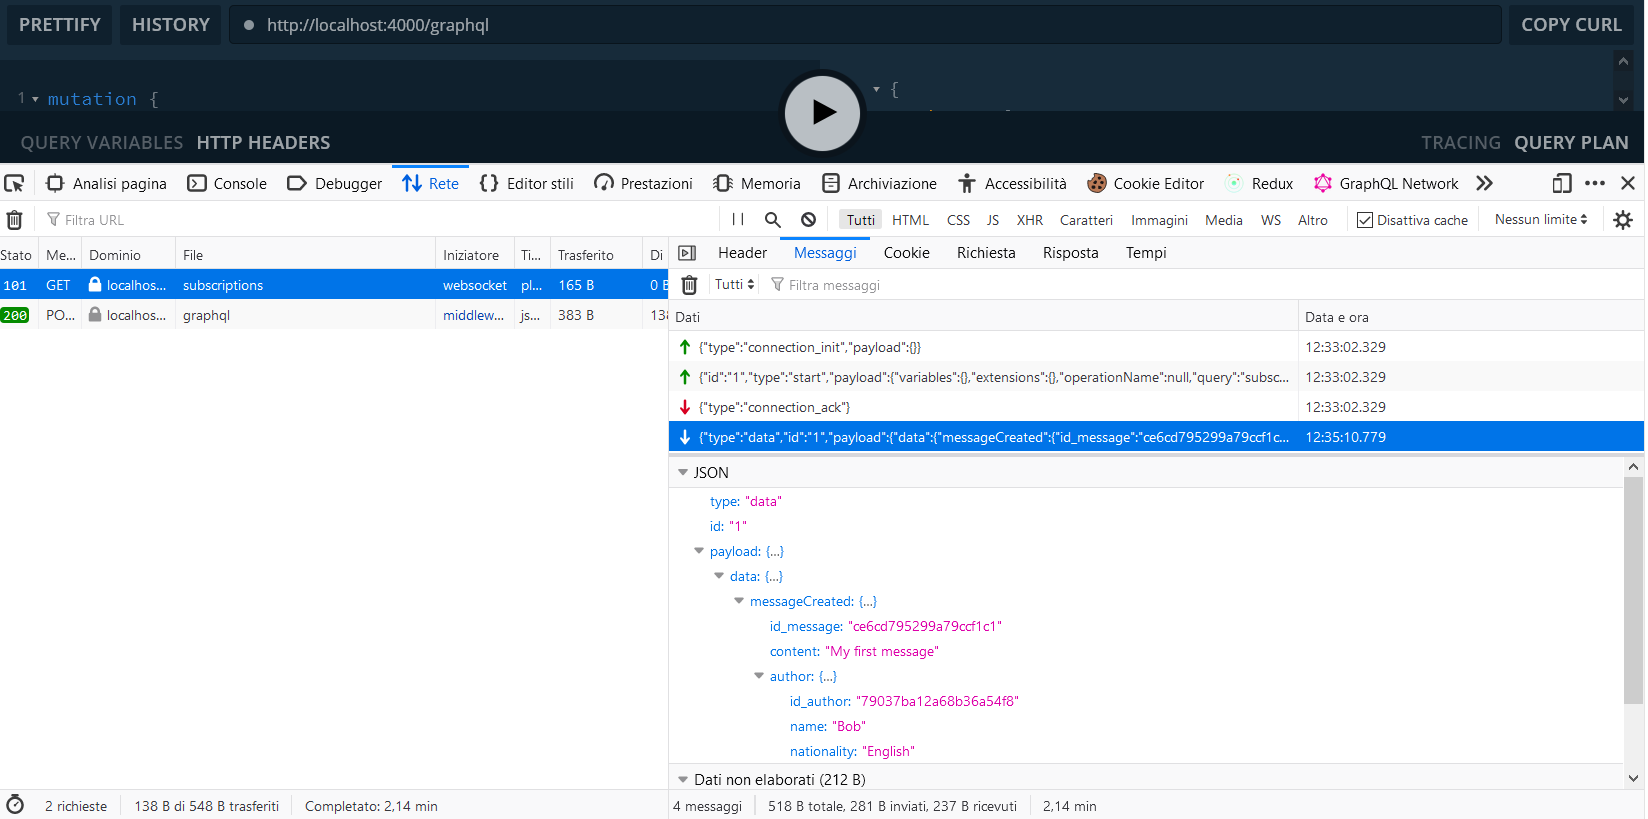 PRETTIFY HISTORY http://localhost:4000/graphql COPY CURL
1 mutation {
{
QUERY VARIABLES HTTP HEADERS TRACING QUERY PLAN
Analisi pagina Console Debugger Rete Editor stili Prestazioni Memoria Archiviazione Accessibilità Cookie Editor Redux GraphQL Network
Filtra URL Tutti HTML CSS JS XHR Caratteri Immagini Media WS Altro Disattiva cache Nessun limite
Stato Me... Dominio File Iniziatore Ti... Trasferito Di
101 GET localhos... subscriptions websocket pl... 165 B 0 B
200 PO... localhos... graphql middlew... js... 383 B 138
Header Messaggi Cookie Richiesta Risposta Tempi
Tutti Filtra messaggi
Dati Data e ora
{"type":"connection_init","payload":{}} 12:33:02.329
{"id":"1","type":"start","payload":{"variables":{},"extensions":{},"operationName":null,"query":"subsc... 12:33:02.329
{"type":"connection_ack"} 12:33:02.329
{"type":"data","id":"1","payload":{"data":{"messageCreated":{"id_message":"ce6cd795299a79ccf1c... 12:35:10.779
JSON
type: "data"
id: "1"
payload: {...}
data: {...}
messageCreated: {...}
id_message: "ce6cd795299a79ccf1c1"
content: "My first message"
author: {...}
id_author: "79037ba12a68b36a54f8"
name: "Bob"
nationality: "English"
Dati non elaborati (212 B)
2 richieste 138 B di 548 B trasferiti Completato: 2,14 min
4 messaggi 518 B totale, 281 B inviati, 237 B ricevuti 2,14 min